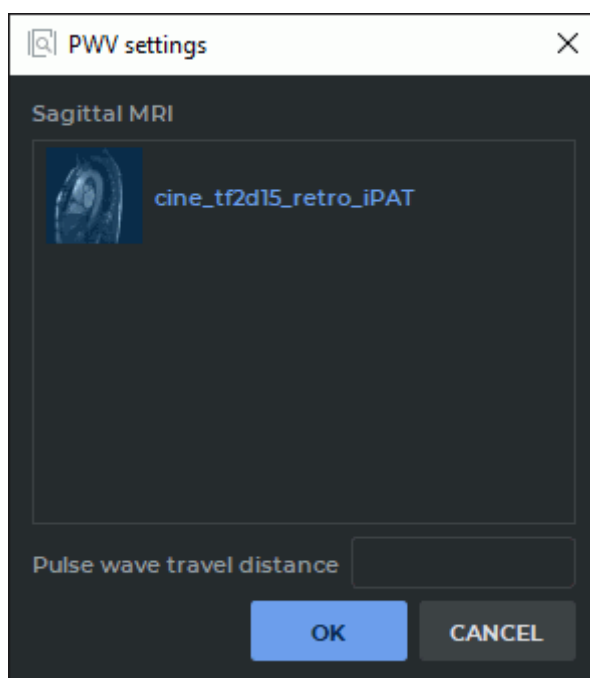 PWV settings
Sagittal MRI
cine_tf2d15_retro_iPAT
Pulse wave travel distance
OK
CANCEL